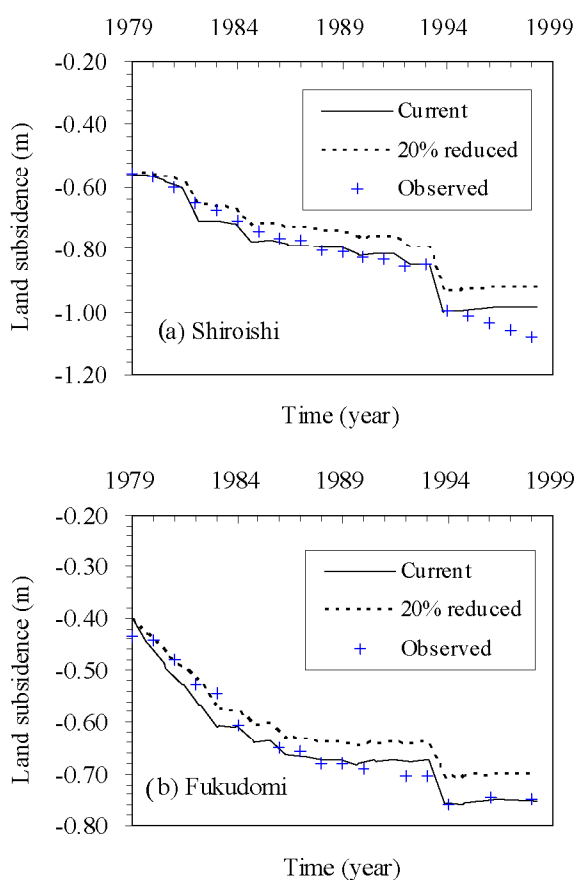 1979 1984 1989 1994 1999
-0.20
-0.40
-0.60
-0.80
-1.00
-1.20
Land subsidence (m)
Current
20% reduced
Observed
(a) Shiroishi
Time (year)
1979 1984 1989 1994 1999
-0.20
-0.30
-0.40
-0.50
-0.60
-0.70
-0.80
Land subsidence (m)
Current
20% reduced
Observed
(b) Fukudomi
Time (year)